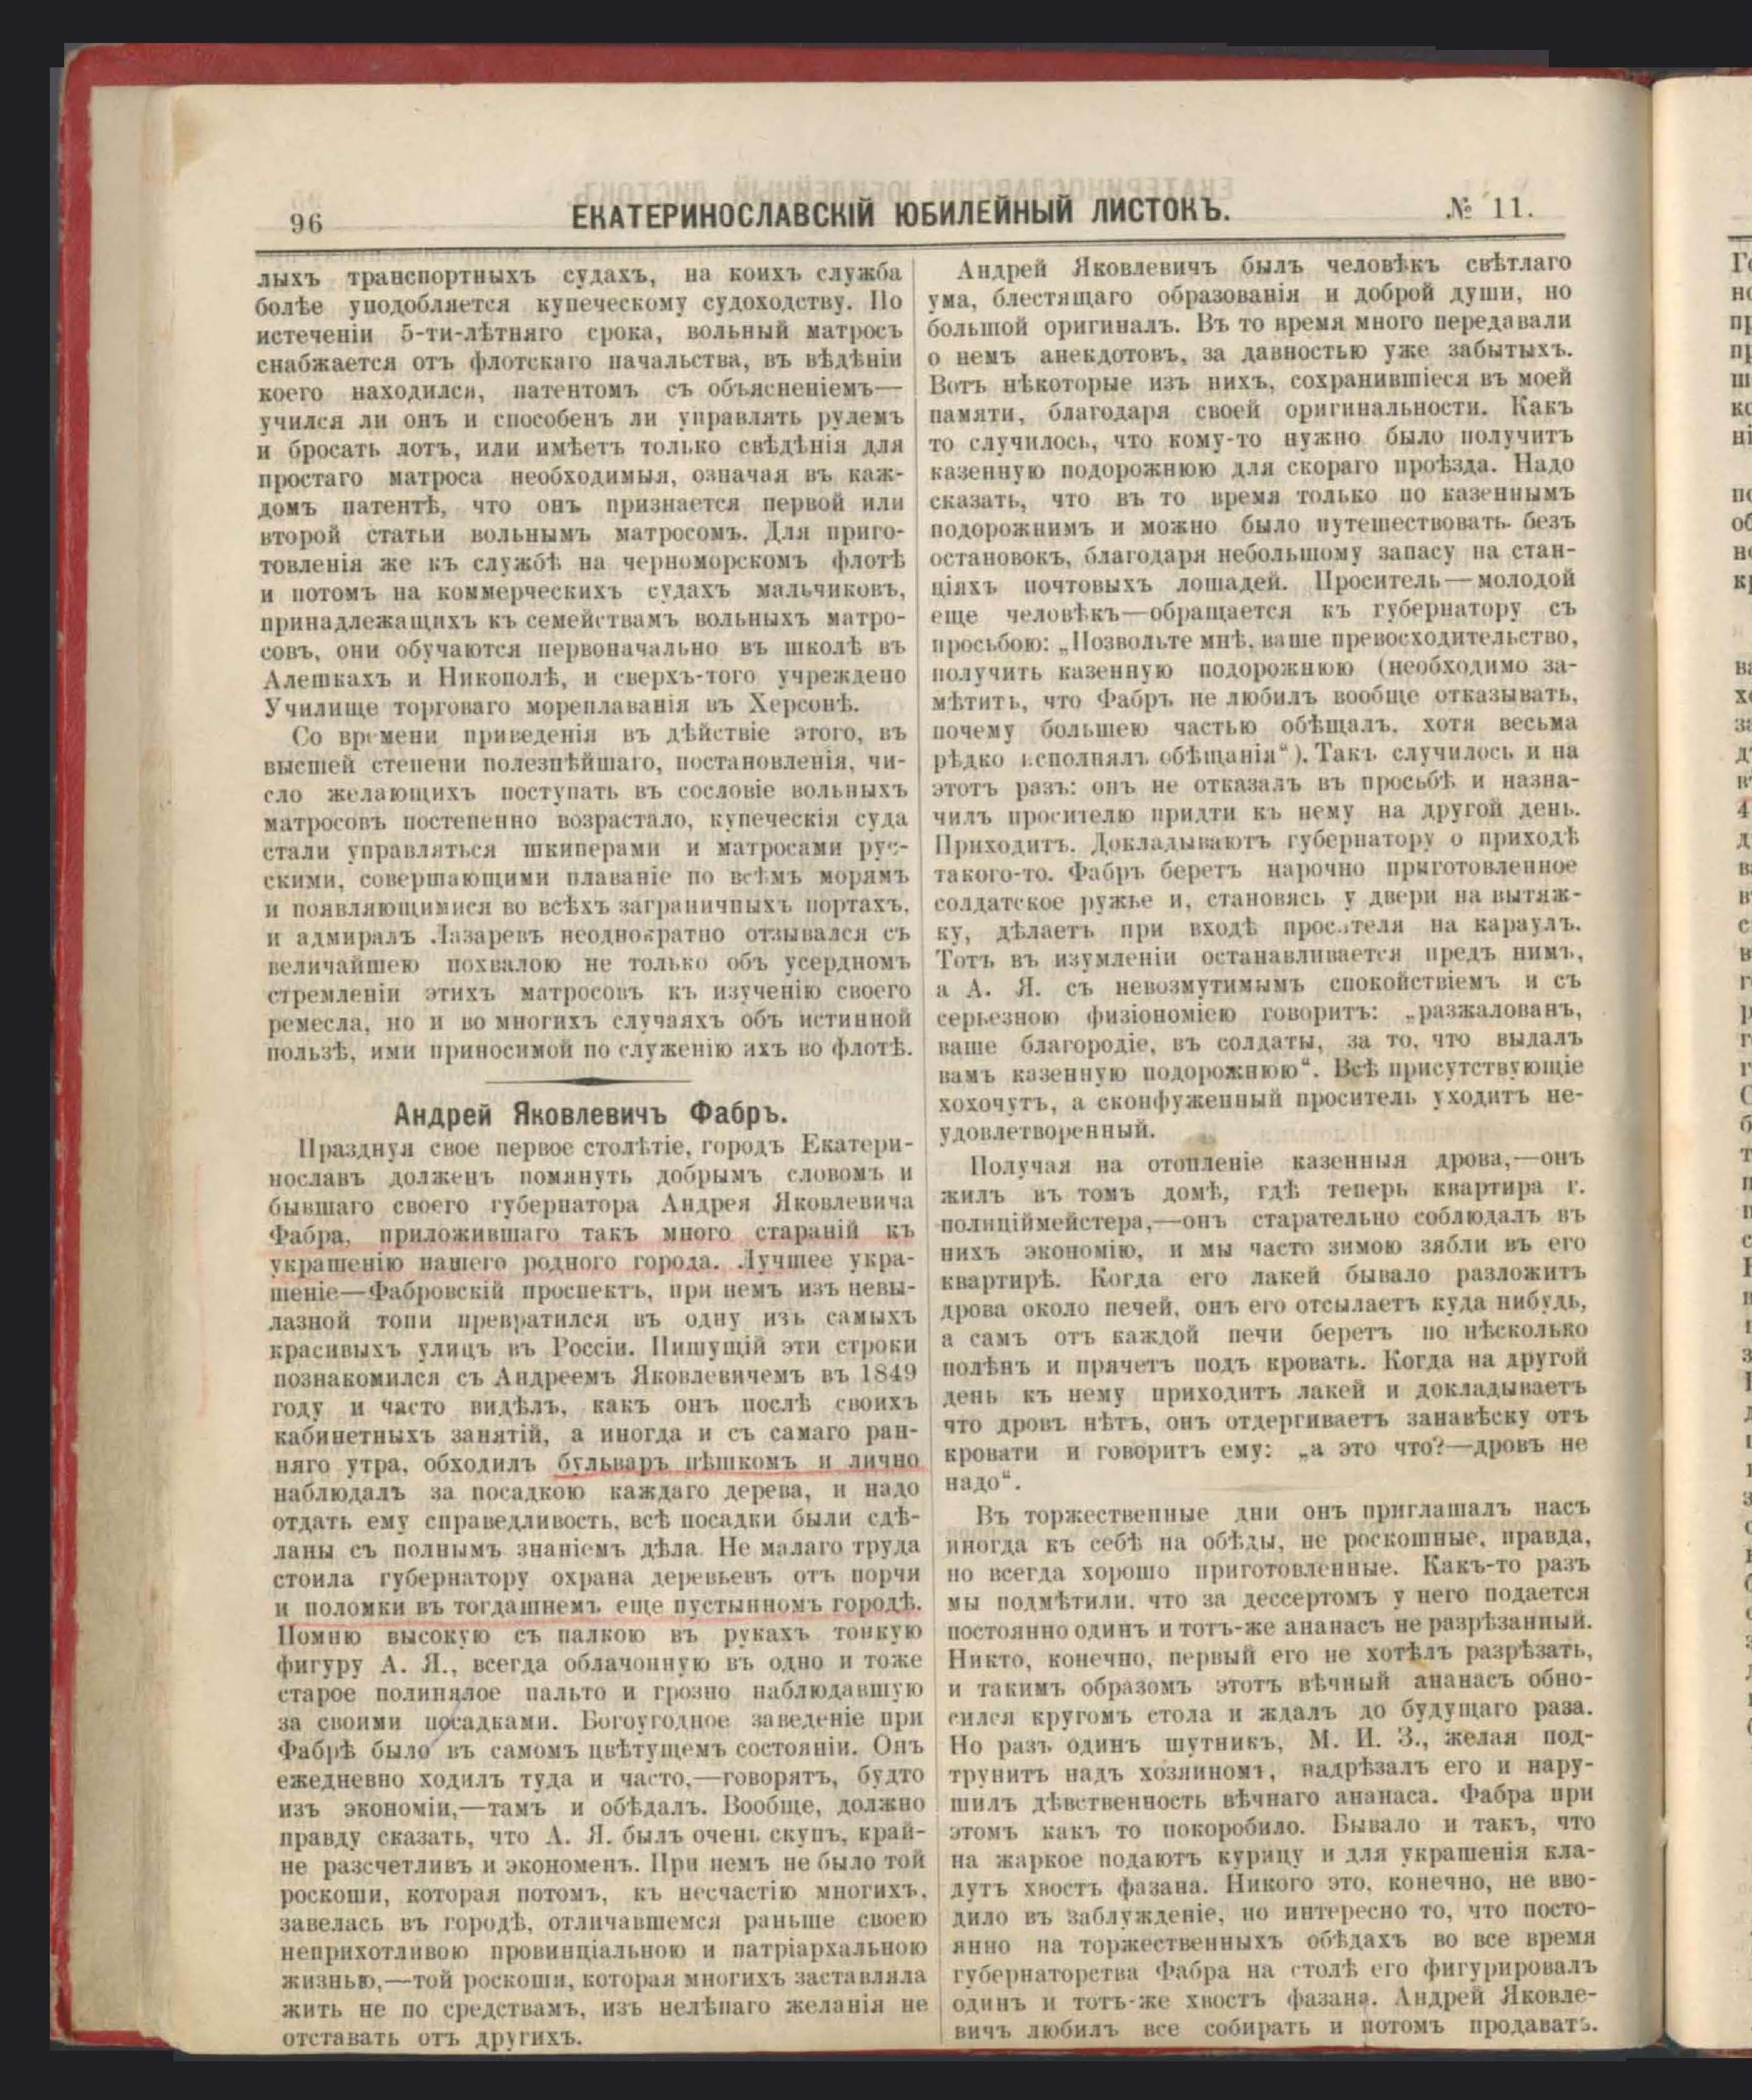 96
ЕКАТЕРИНОСЛАВСКІЙ ЮБИЛЕЙНЫЙ ЛИСТОКЪ.
№ 11.
лыхъ транспортныхъ судахъ, на коихъ служба
болѣе уподобляется купеческому судоходству. По
истеченіи 5-ти-лѣтняго срока, вольный матросъ
снабжается отъ флотскаго начальства, въ вѣдѣніи
коего находился, патентомъ съ объясненіемъ—
учился ли онъ и способенъ ли управлять рулемъ
и бросать лотъ, или имѣетъ только свѣдѣнія для
простаго матроса необходимыя, означая въ каж-
домъ патентѣ, что онъ признается первой или
второй статьи вольнымъ матросомъ. Для приго-
товленія же къ службѣ на черноморскомъ флотѣ
и потомъ на коммерческихъ судахъ мальчиковъ,
принадлежащихъ къ семействамъ вольныхъ матро-
совъ, они обучаются первоначально въ школѣ въ
Алешкахъ и Никополѣ, и сверхъ-того учреждено
Училище торговаго мореплаванія въ Херсонѣ.
Со времени приведенія въ дѣйствіе этого, въ
высшей степени полезнѣйшаго, постановленія, чи-
сло желающихъ поступать въ сословіе вольныхъ
матросовъ постепенно возрастало, купеческія суда
стали управляться шкиперами и матросами рус-
скими, совершающими плаваніе по всѣмъ морямъ
и появляющимися во всѣхъ заграничныхъ портахъ,
и адмиралъ Лазаревъ неоднократно отзывался съ
величайшею похвалою не только объ усердномъ
стремленіи этихъ матросовъ къ изученію своего
ремесла, но и во многихъ случаяхъ объ истинной
пользѣ, ими приносимой по служенію ихъ во флотѣ.
Андрей Яковлевичъ Фабръ.
Празднуя свое первое столѣтіе, городъ Екатери-
нославъ долженъ помянуть добрымъ словомъ и
бывшаго своего губернатора Андрея Яковлевича
Фабра, приложившаго такъ много стараній къ
украшенію нашего родного города. Лучшее укра-
шеніе—Фабровскій проспектъ, при немъ изъ невы-
лазной топи превратился въ одну изъ самыхъ
красивыхъ улицъ въ Россіи. Пишущій эти строки
познакомился съ Андреемъ Яковлевичемъ въ 1849
году и часто видѣлъ, какъ онъ послѣ своихъ
кабинетныхъ занятій, а иногда и съ самаго ран-
няго утра, обходилъ бульваръ пѣшкомъ и лично
наблюдалъ за посадкою каждаго дерева, и надо
отдать ему справедливость, всѣ посадки были сдѣ-
ланы съ полнымъ знаніемъ дѣла. Не малаго труда
стоила губернатору охрана деревьевъ отъ порчи
и поломки въ тогдашнемъ еще пустынномъ городѣ.
Помню высокую съ палкою въ рукахъ тонкую
фигуру А. Я., всегда облачонную въ одно и тоже
старое полинялое пальто и грозно наблюдавшую
за своими посадками. Богоугодное заведеніе при
Фабрѣ было въ самомъ цвѣтущемъ состояніи. Онъ
ежедневно ходилъ туда и часто,—говорятъ, будто
изъ экономіи,—тамъ и обѣдалъ. Вообще, должно
правду сказать, что А. Я. былъ очень скупъ, край-
не разсчетливъ и экономенъ. При немъ не было той
роскоши, которая потомъ, къ несчастію многихъ,
завелась въ городѣ, отличавшемся раньше своею
неприхотливою провинціальною и патріархальною
жизнью,—той роскоши, которая многихъ заставляла
жить не по средствамъ, изъ нелѣпаго желанія не
отставать отъ другихъ.
Андрей Яковлевичъ былъ человѣкъ свѣтлаго
ума, блестящаго образованія и доброй души, но
большой оригиналъ. Въ то время много передавали
о немъ анекдотовъ, за давностью уже забытыхъ.
Вотъ нѣкоторые изъ нихъ, сохранившіеся въ моей
памяти, благодаря своей оригинальности. Какъ
то случилось, что кому-то нужно было получить
казенную подорожнюю для скораго проѣзда. Надо
сказать, что въ то время только по казеннымъ
подорожнимъ и можно было путешествовать безъ
остановокъ, благодаря небольшому запасу на стан-
ціяхъ почтовыхъ лошадей. Проситель—молодой
еще человѣкъ—обращается къ губернатору съ
просьбою: „Позвольте мнѣ, ваше превосходительство,
получить казенную подорожнюю (необходимо за-
мѣтить, что Фабръ не любилъ вообще отказывать,
почему большею частью обѣщалъ, хотя весьма
рѣдко исполнялъ обѣщанія“). Такъ случилось и на
этотъ разъ: онъ не отказалъ въ просьбѣ и назна-
чилъ просителю придти къ нему на другой день.
Приходитъ. Докладываютъ губернатору о приходѣ
такого-то. Фабръ беретъ нарочно приготовленное
солдатское ружье и, становясь у двери на вытяж-
ку, дѣлаетъ при входѣ просителя на караулъ.
Тотъ въ изумленіи останавливается предъ нимъ,
а А. Я. съ невозмутимымъ спокойствіемъ и съ
серьезною физіономіею говоритъ: „разжалованъ,
ваше благородіе, въ солдаты, за то, что выдалъ
вамъ казенную подорожнюю“. Всѣ присутствующіе
хохочутъ, а сконфуженный проситель уходитъ не-
удовлетворенный.
Получая на отопленіе казенныя дрова,—онъ
жилъ въ томъ домѣ, гдѣ теперь квартира г.
полиціймейстера,—онъ старательно соблюдалъ въ
нихъ экономію, и мы часто зимою зябли въ его
квартирѣ. Когда его лакей бывало разложитъ
дрова около печей, онъ его отсылаетъ куда нибудь,
а самъ отъ каждой печи беретъ по нѣсколько
полѣнъ и прячетъ подъ кровать. Когда на другой
день къ нему приходитъ лакей и докладываетъ
что дровъ нѣтъ, онъ отдергиваетъ занавѣску отъ
кровати и говоритъ ему: „а это что?—дровъ не
надо“.
Въ торжественные дни онъ приглашалъ насъ
иногда къ себѣ на обѣды, не роскошные, правда,
но всегда хорошо приготовленные. Какъ-то разъ
мы подмѣтили, что за дессертомъ у него подается
постоянно одинъ и тотъ-же ананасъ не разрѣзанный.
Никто, конечно, первый его не хотѣлъ разрѣзать,
и такимъ образомъ этотъ вѣчный ананасъ обно-
сился кругомъ стола и ждалъ до будущаго раза.
Но разъ одинъ шутникъ, М. И. З., желая под-
трунить надъ хозяиномъ, надрѣзалъ его и нару-
шилъ дѣвственность вѣчнаго ананаса. Фабра при
этомъ какъ то покоробило. Бывало и такъ, что
на жаркое подаютъ курицу и для украшенія кла-
дутъ хвостъ фазана. Никого это, конечно, не вво-
дило въ заблужденіе, но интересно то, что посто-
янно на торжественныхъ обѣдахъ во все время
губернаторства Фабра на столѣ его фигурировалъ
одинъ и тотъ-же хвостъ фазана. Андрей Яковле-
вичъ любилъ все собирать и потомъ продавать.